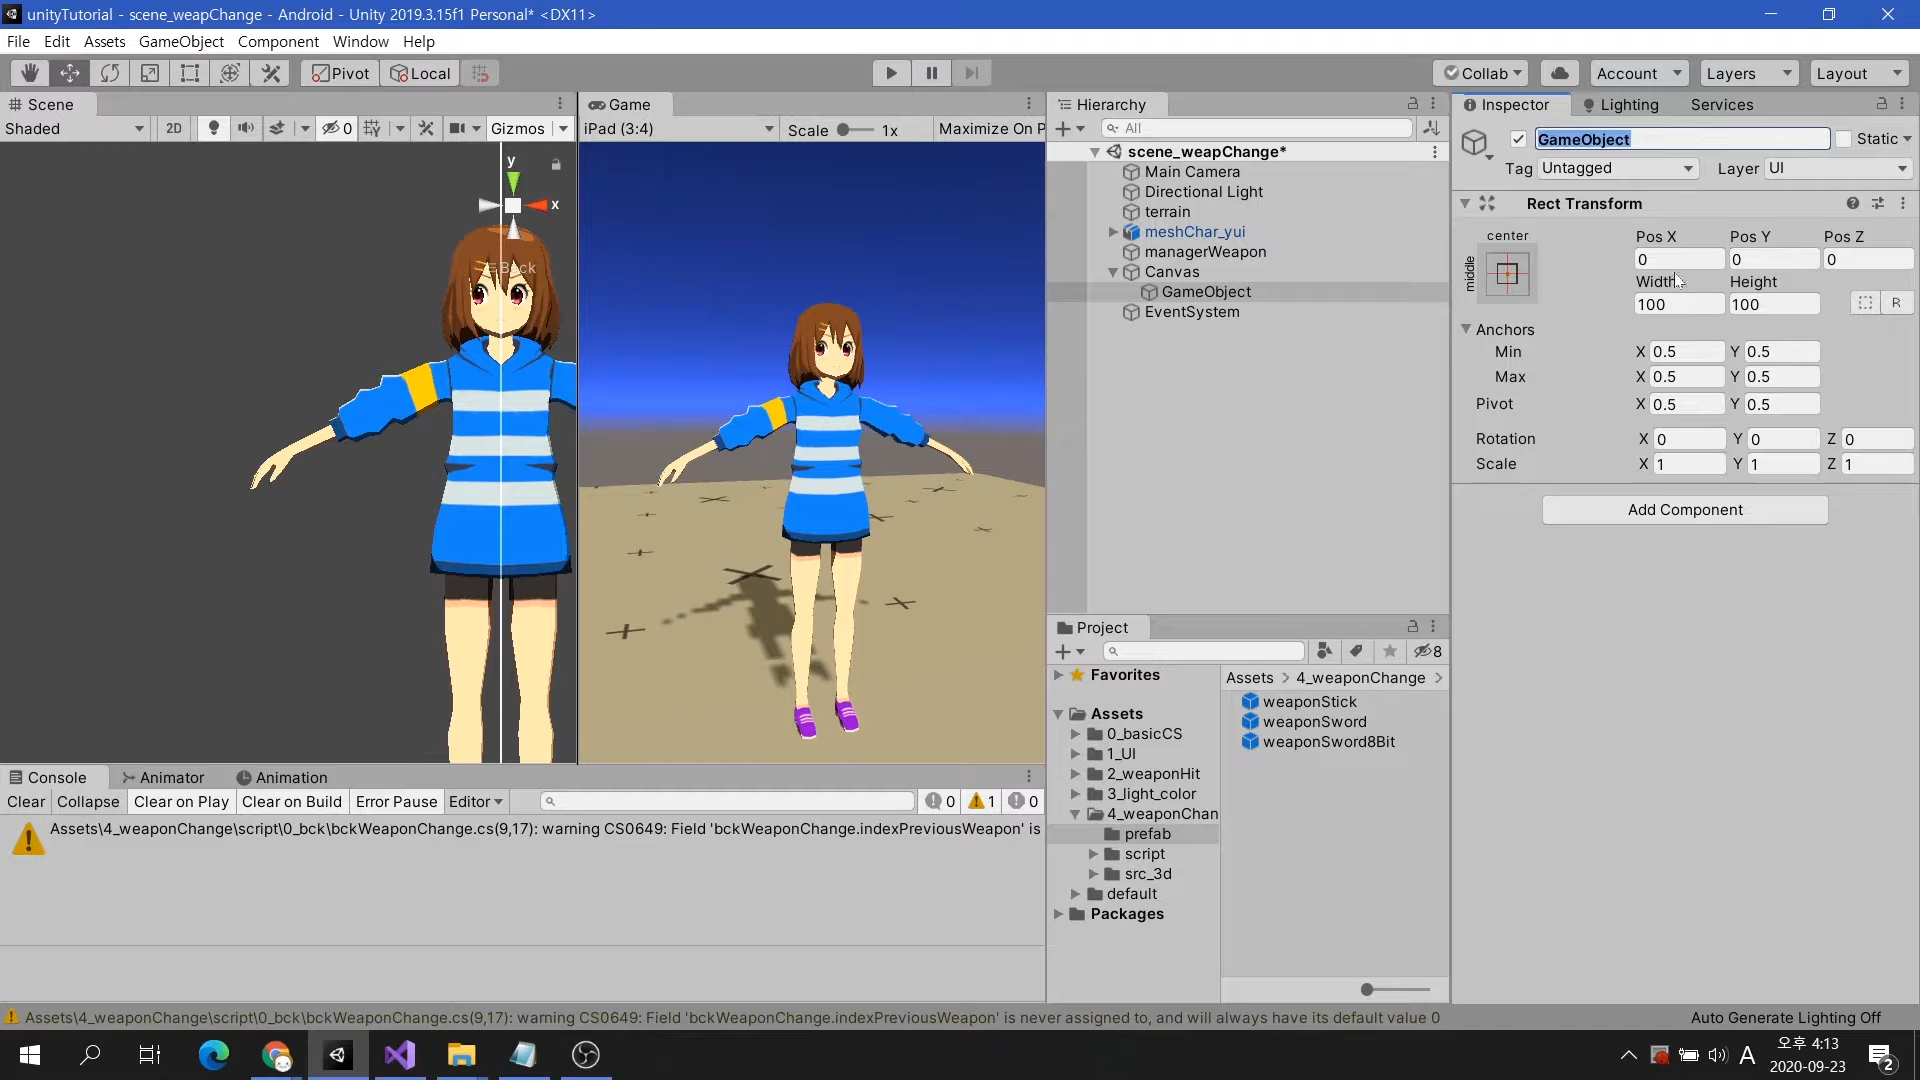 unityTutorial - scene_weapChange - Android - Unity 2019.3.15f1 Personal* <DX11>
File Edit Assets GameObject Component Window Help
Pivot Local Collab Account Layers Layout
Scene
Shaded 2D 0 Gizmos
y
x
Back
Game
iPad (3:4) Scale 1x Maximize On P
Hierarchy
All
scene_weapChange*
Main Camera
Directional Light
terrain
meshChar_yui
managerWeapon
Canvas
GameObject
EventSystem
Inspector Lighting Services
GameObject Static
Tag Untagged Layer UI
Rect Transform
center
middle
Pos X Pos Y Pos Z
0 0 0
Width Height
100 100 R
Anchors
Min X 0.5 Y 0.5
Max X 0.5 Y 0.5
Pivot X 0.5 Y 0.5
Rotation X 0 Y 0 Z 0
Scale X 1 Y 1 Z 1
Add Component
Project
8
Favorites
Assets
0_basicCS
1_UI
2_weaponHit
3_light_color
4_weaponChan
prefab
script
src_3d
default
Packages
Assets > 4_weaponChange >
weaponStick
weaponSword
weaponSword8Bit
Console Animator Animation
Clear Collapse Clear on Play Clear on Build Error Pause Editor 0 1 0
Assets\4_weaponChange\script\0_bck\bckWeaponChange.cs(9,17): warning CS0649: Field 'bckWeaponChange.indexPreviousWeapon' is
Assets\4_weaponChange\script\0_bck\bckWeaponChange.cs(9,17): warning CS0649: Field 'bckWeaponChange.indexPreviousWeapon' is never assigned to, and will always have its default value 0
Auto Generate Lighting Off
A
오후 4:13
2020-09-23
2